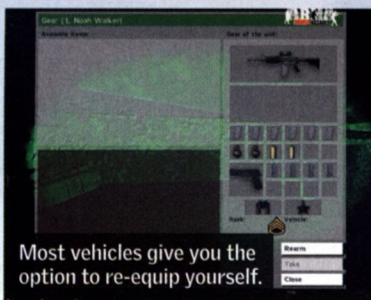 Gear (1. Noah Walker)
Available items:
Gear of the unit:
Rank:
Vehicle:
Rearm
Take
Close
Most vehicles give you the
option to re-equip yourself.